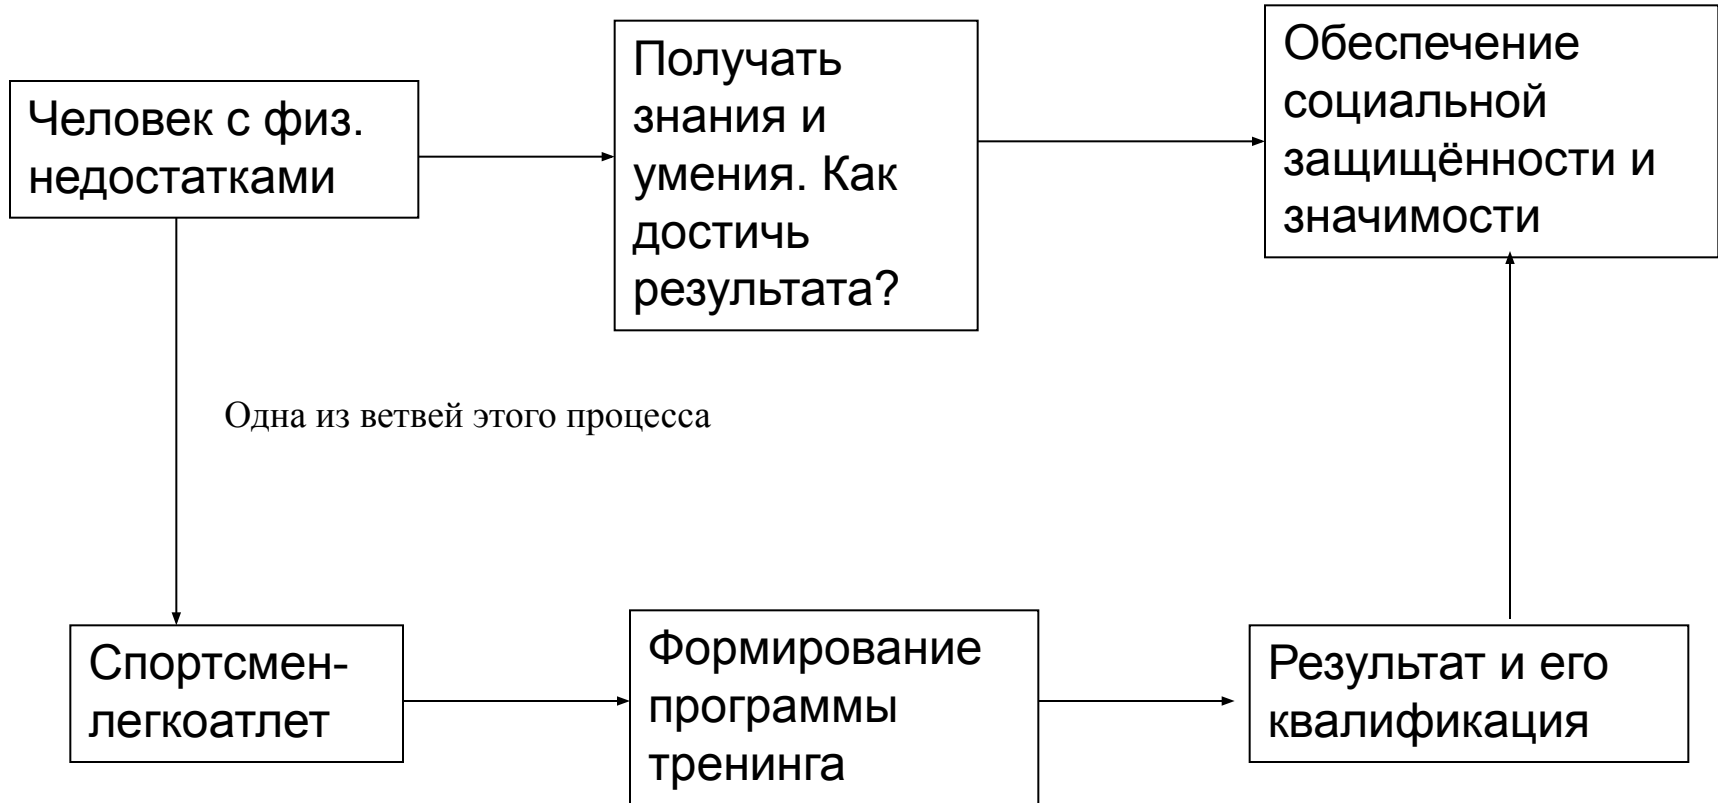 Человек с физ.
недостатками
Получать
знания и
умения. Как
достичь
результата?
Обеспечение
социальной
защищённости и
значимости
Одна из ветвей этого процесса
Спортсмен-
легкоатлет
Формирование
программы
тренинга
Результат и его
квалификация